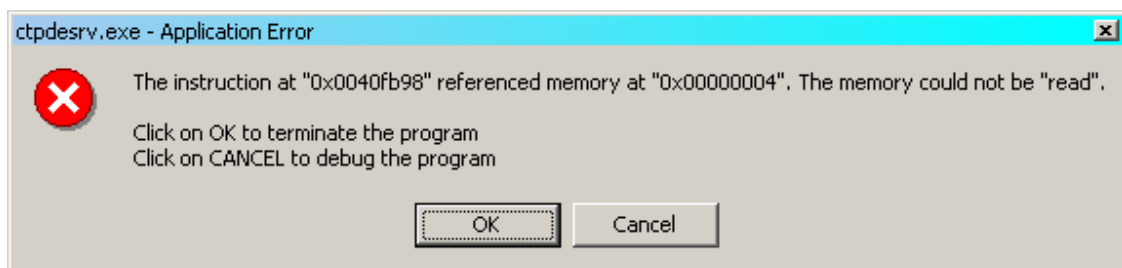 ctpdesrv.exe - Application Error
The instruction at "0x0040fb98" referenced memory at "0x00000004". The memory could not be "read".
Click on OK to terminate the program
Click on CANCEL to debug the program
OK Cancel